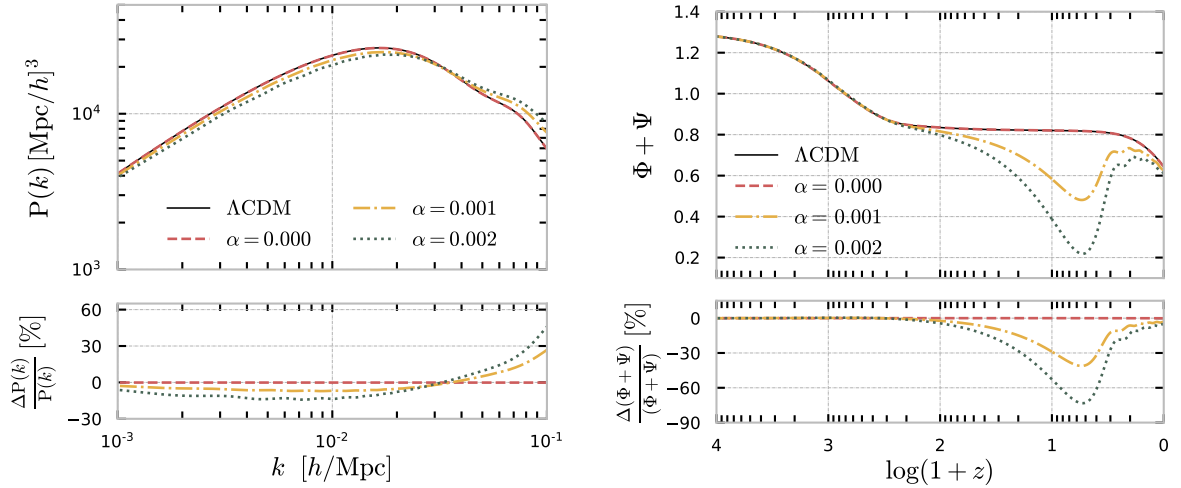 P(k) [Mpc/h]^3
10^4
10^3
ΛCDM
α = 0.000
α = 0.001
α = 0.002
ΔP(k)/P(k) [%]
60
30
0
−30
10^-3
10^-2
10^-1
k [h/Mpc]
Φ + Ψ
1.4
1.2
1.0
0.8
0.6
0.4
0.2
ΛCDM
α = 0.000
α = 0.001
α = 0.002
Δ(Φ + Ψ)/(Φ + Ψ) [%]
0
−30
−60
−90
4
3
2
1
0
log(1 + z)